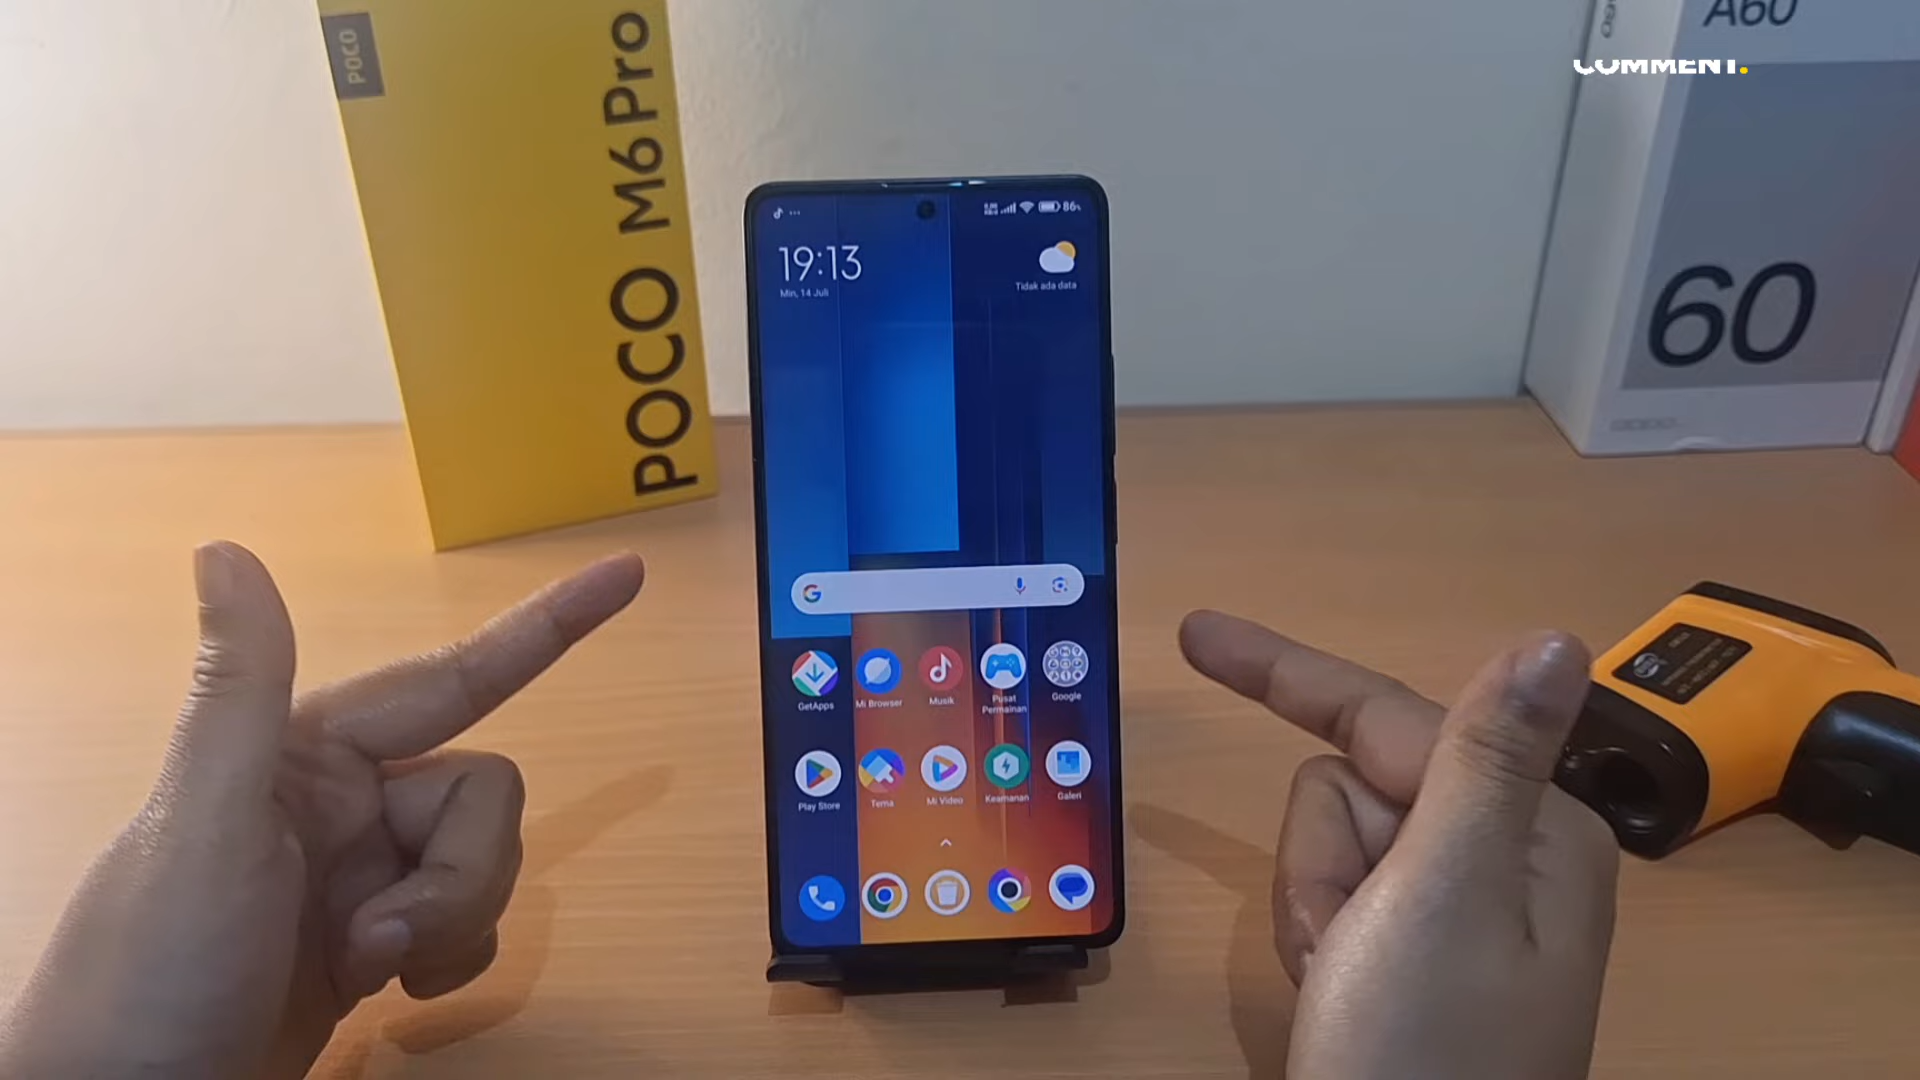 POCO
POCO M6 Pro
A60
COMMENT.
60
86
19:13
Min, 14 Juli
Tidak ada data
GetApps
Mi Browser
Musik
Pusat
Permainan
Google
Play Store
Tema
Mi Video
Keamanan
Galeri